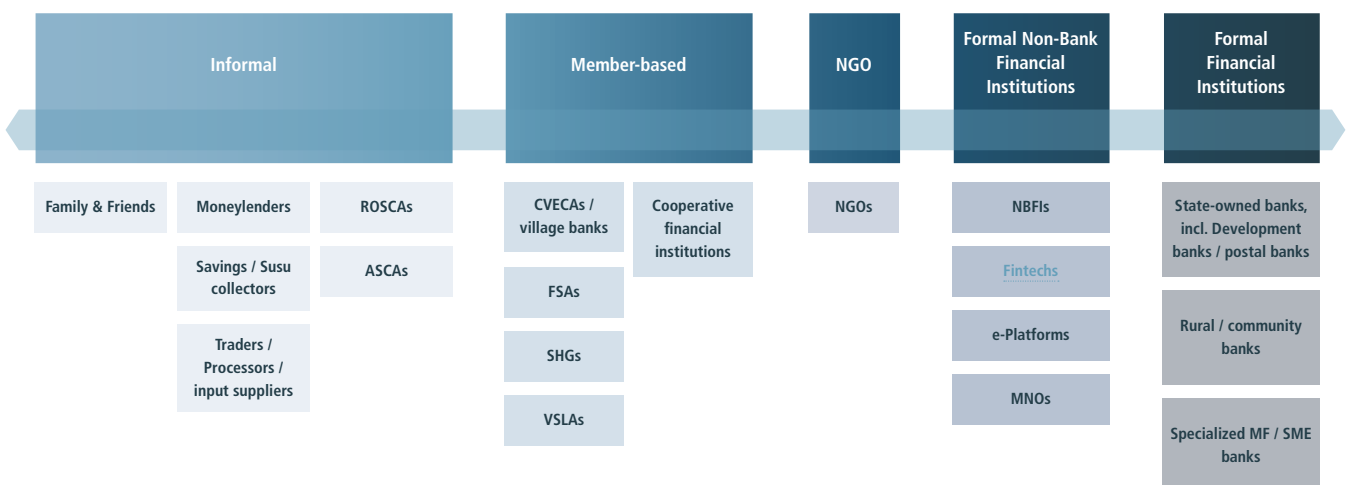 Informal
Member-based
NGO
Formal Non-Bank
Financial
Institutions
Formal
Financial
Institutions
Family & Friends
Moneylenders
Savings / Susu
collectors
Traders /
Processors /
input suppliers
ROSCAs
ASCAs
CVECAs /
village banks
FSAs
SHGs
VSLAs
Cooperative
financial
institutions
NGOs
NBFIs
Fintechs
e-Platforms
MNOs
State-owned banks,
incl. Development
banks / postal banks
Rural / community
banks
Specialized MF / SME
banks